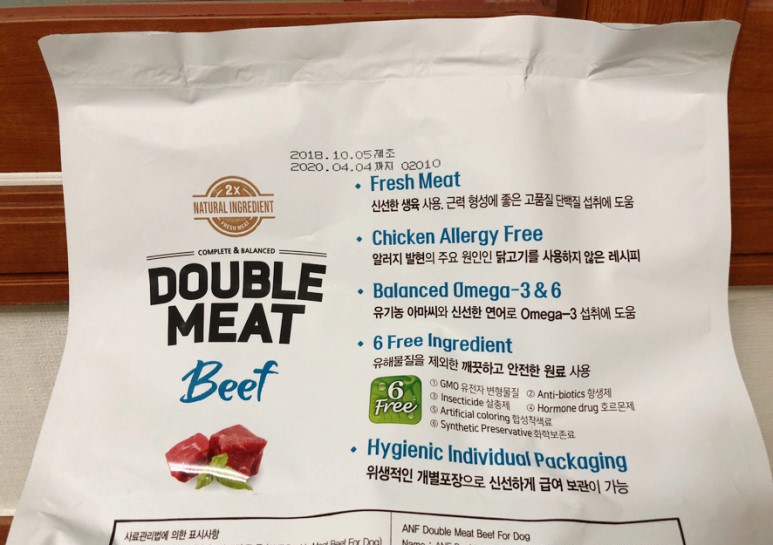 2018.10.05제조
2020.04.04까지 02010
2X
NATURAL INGREDIENT
FRESH MEAT
COMPLETE & BALANCED
DOUBLE
MEAT
Beef
• Fresh Meat
신선한 생육 사용, 근력 형성에 좋은 고품질 단백질 섭취에 도움
• Chicken Allergy Free
알러지 발현의 주요 원인인 닭고기를 사용하지 않은 레시피
• Balanced Omega-3 & 6
유기농 아마씨와 신선한 연어로 Omega-3 섭취에 도움
• 6 Free Ingredient
유해물질을 제외한 깨끗하고 안전한 원료 사용
6
Free
① GMO 유전자 변형물질 ② Anti-biotics 항생제
③ Insecticide 살충제 ④ Hormone drug 호르몬제
⑤ Artificial coloring 합성착색료
⑥ Synthetic Preservative 화학보존료
• Hygienic Individual Packaging
위생적인 개별포장으로 신선하게 급여 보관이 가능
사료관리법에 의한 표시사항
Meat Beef For Dog)
ANF Double Meat Beef For Dog
Name : ANF